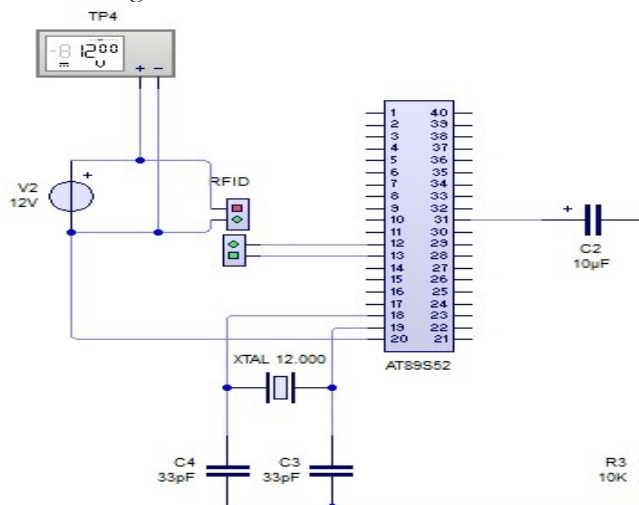 TP4
-8 1200
m V
+ -
V2
12V
+
RFID
1 40
2 39
3 38
4 37
5 36
6 35
7 34
8 33
9 32
10 31
11 30
12 29
13 28
14 27
15 26
16 25
17 24
18 23
19 22
20 21
AT89S52
+
C2
10µF
XTAL 12.000
C4
33pF
C3
33pF
R3
10K